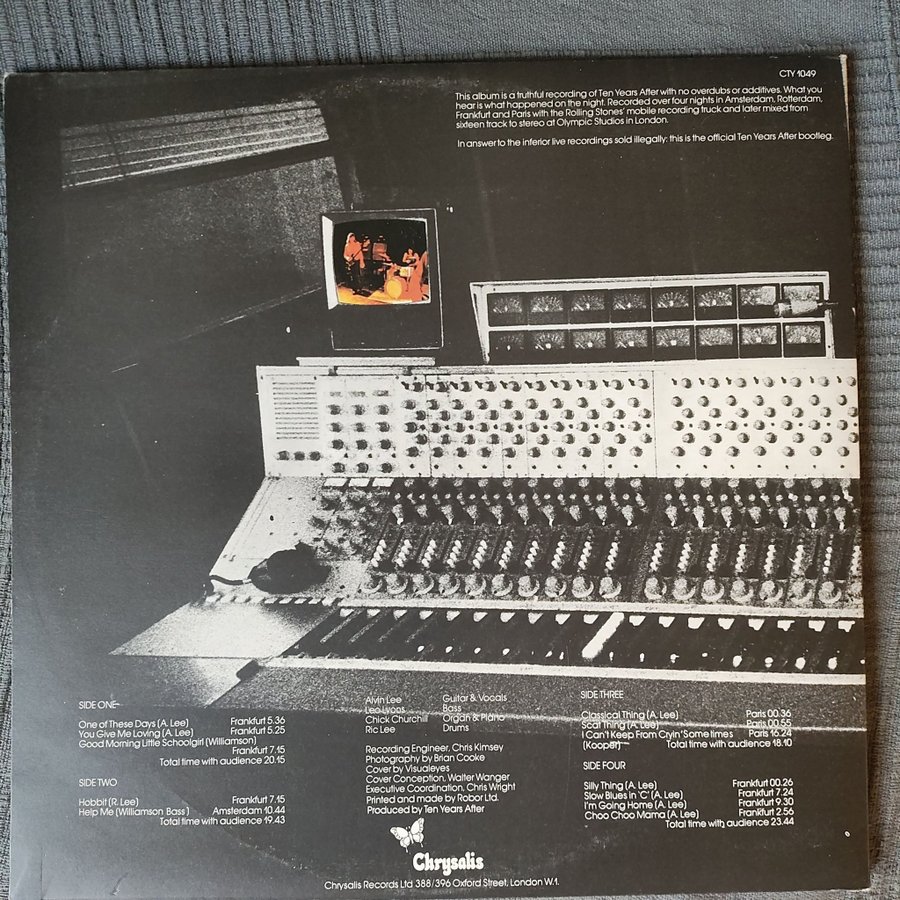 CTY 1049
This album is a truthful recording of Ten Years After with no overdubs or additives. What you
hear is what happened on the night. Recorded over four nights in Amsterdam, Rotterdam,
Frankfurt and Paris with the Rolling Stones' mobile recording truck and later mixed from
sixteen track to stereo at Olympic Studios in London.
In answer to the inferior live recordings sold illegally: this is the official Ten Years After bootleg.
SIDE ONE
One of These Days (A. Lee) Frankfurt 5.36
You Give Me Loving (A. Lee) Frankfurt 5.25
Good Morning Little Schoolgirl (Williamson)
Frankfurt 7.15
Total time with audience 20.15
SIDE TWO
Hobbit (R. Lee) Frankfurt 7.15
Help Me (Williamson Bass) Amsterdam 10.44
Total time with audience 19.43
Alvin Lee Guitar & Vocals
Leo Lyons Bass
Chick Churchill Organ & Piano
Ric Lee Drums
Recording Engineer, Chris Kimsey
Photography by Brian Cooke
Cover by Visualeyes
Cover Conception, Walter Wanger
Executive Coordination, Chris Wright
Printed and made by Robor Ltd.
Produced by Ten Years After
SIDE THREE
Classical Thing (A. Lee) Paris 00.36
Scat Thing (A. Lee) Paris 00.55
I Can't Keep From Cryin' Some times Paris 16.24
(Kooper) Total time with audience 18.10
SIDE FOUR
Silly Thing (A. Lee) Frankfurt 00.26
Slow Blues in 'C' (A. Lee) Frankfurt 7.24
I'm Going Home (A. Lee) Frankfurt 9.30
Choo Choo Mama (A. Lee) Frankfurt 2.56
Total time with audience 23.44
Chrysalis
Chrysalis Records Ltd 388/396 Oxford Street, London W.1.